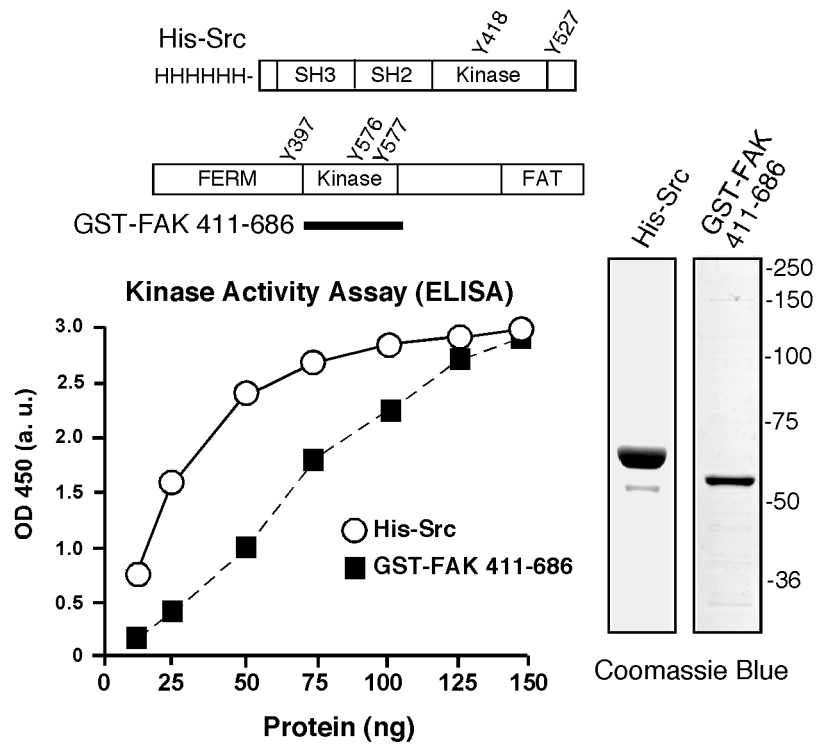 His-Src
Y418
Y527
HHHHHH-
SH3
SH2
Kinase
Y397
Y576
Y577
FERM
Kinase
FAT
GST-FAK 411-686
Kinase Activity Assay (ELISA)
OD 450 (a. u.)
3.0
2.5
2.0
1.5
1.0
0.5
0
0
25
50
75
100
125
150
Protein (ng)
His-Src
GST-FAK 411-686
His-Src
GST-FAK
411-686
-250
-150
-100
-75
-50
-36
Coomassie Blue